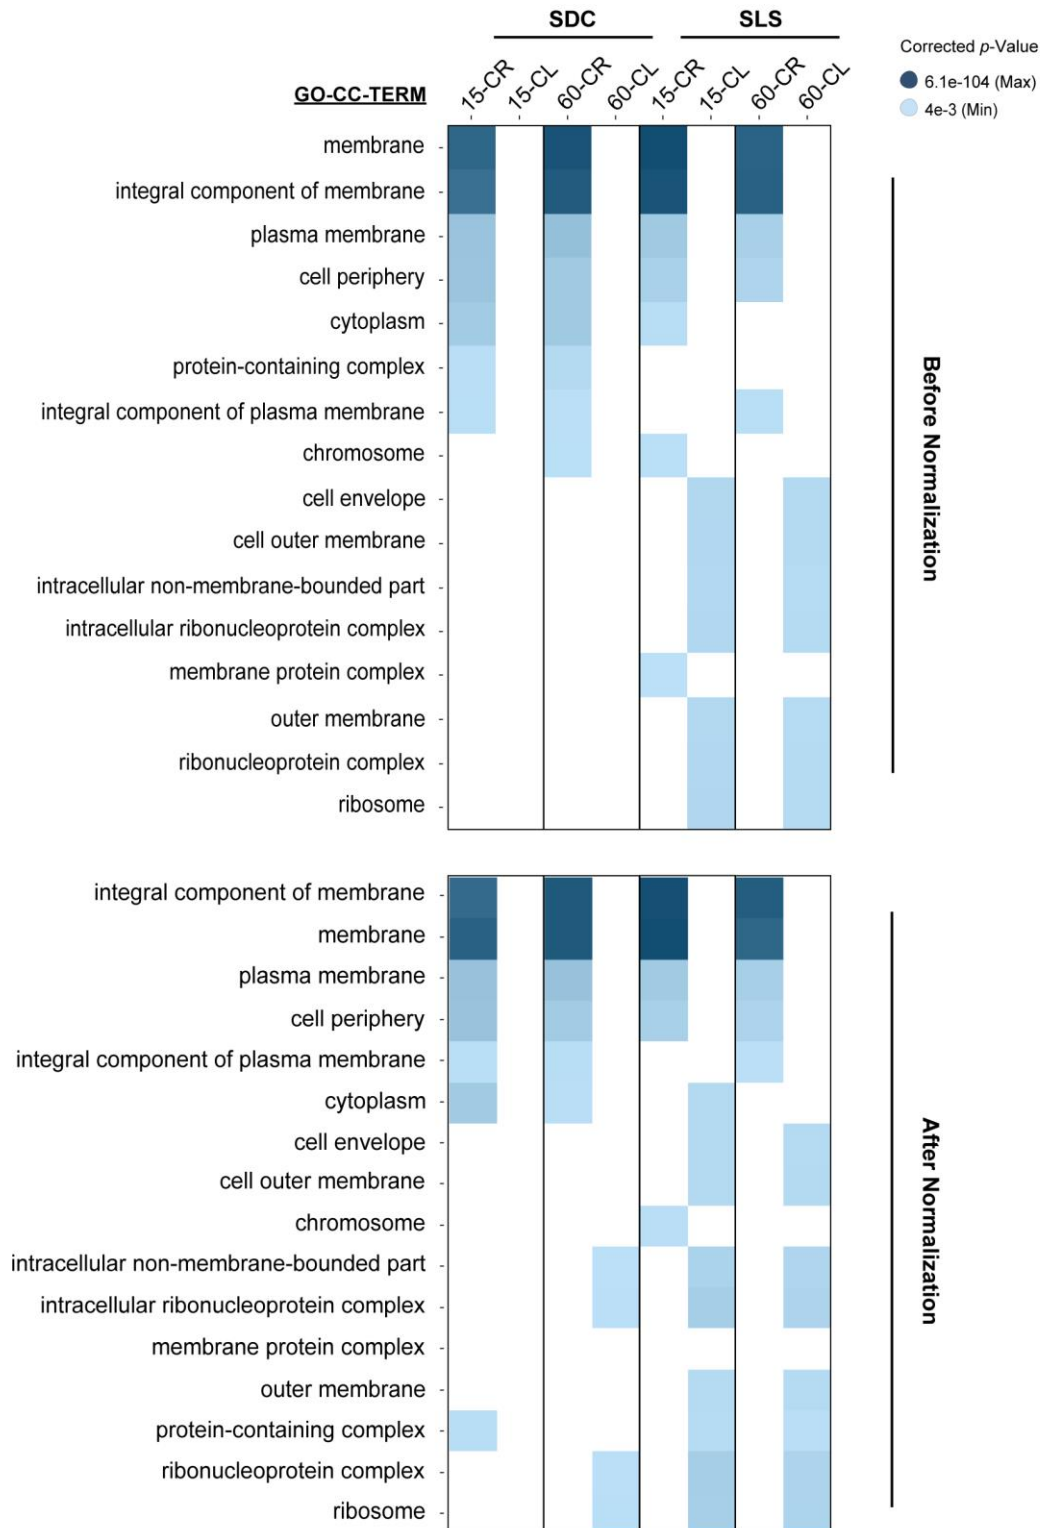 SDC SLS
Corrected p-Value
6.1e-104 (Max)
4e-3 (Min)
GO-CC-TERM 15-CR 15-CL 60-CR 60-CL 15-CR 15-CL 60-CR 60-CL
membrane
integral component of membrane
plasma membrane
cell periphery
cytoplasm
protein-containing complex
integral component of plasma membrane
chromosome
cell envelope
cell outer membrane
intracellular non-membrane-bounded part
intracellular ribonucleoprotein complex
membrane protein complex
outer membrane
ribonucleoprotein complex
ribosome
Before Normalization
integral component of membrane
membrane
plasma membrane
cell periphery
integral component of plasma membrane
cytoplasm
cell envelope
cell outer membrane
chromosome
intracellular non-membrane-bounded part
intracellular ribonucleoprotein complex
membrane protein complex
outer membrane
protein-containing complex
ribonucleoprotein complex
ribosome
After Normalization